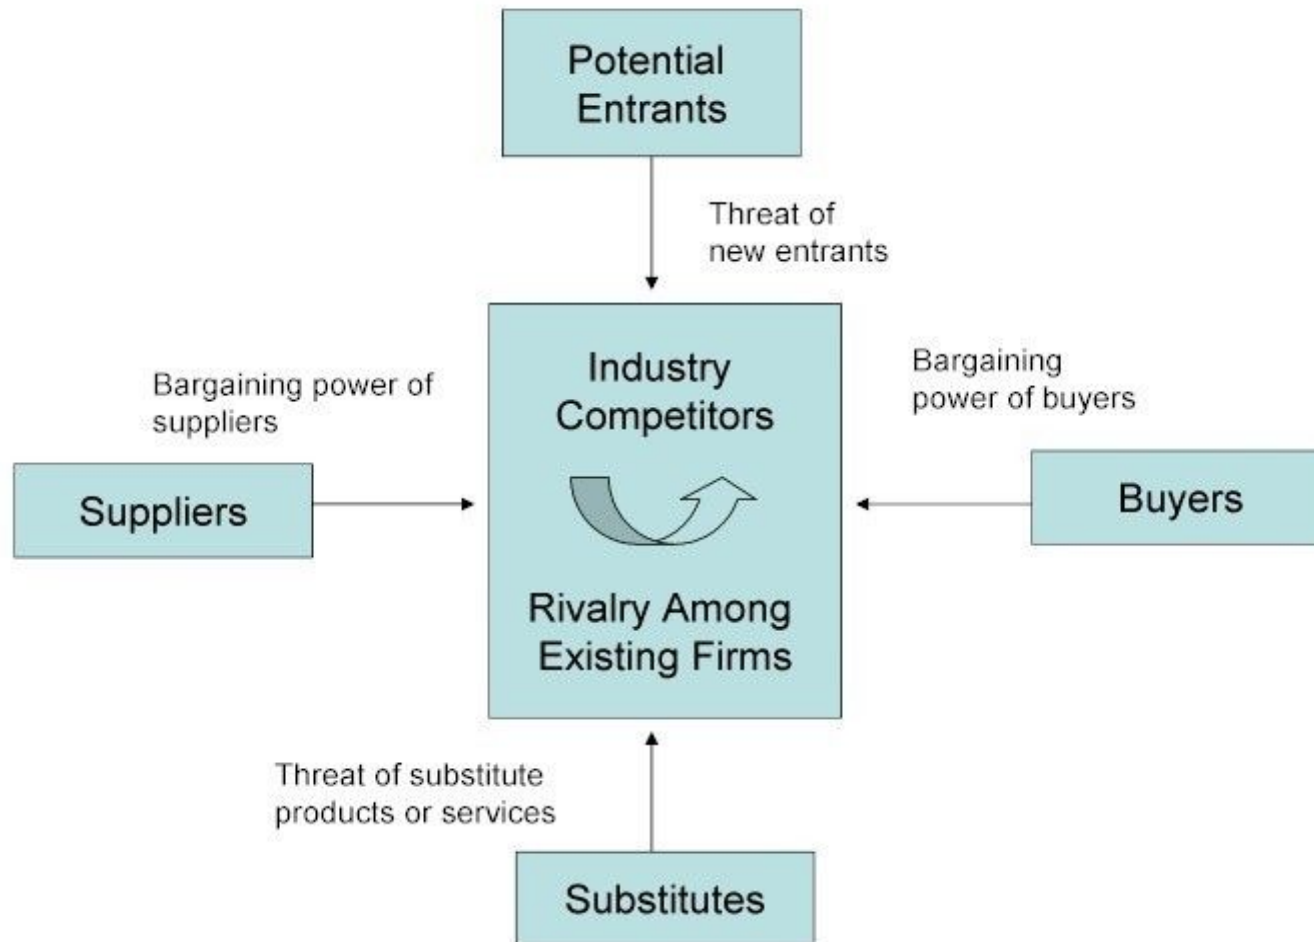 Potential
Entrants
Threat of
new entrants
Industry
Competitors
Bargaining power of
suppliers
Bargaining
power of buyers
Suppliers
Buyers
Rivalry Among
Existing Firms
Threat of substitute
products or services
Substitutes